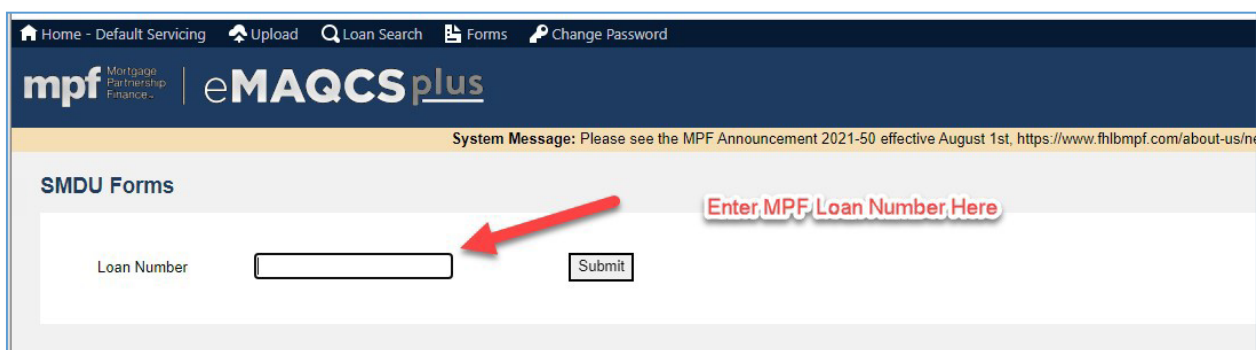 Home - Default Servicing Upload Loan Search Forms Change Password
mpf Mortgage Partnership Finance | eMAQCS plus
System Message: Please see the MPF Announcement 2021-50 effective August 1st, https://www.fhlbmpf.com/about-us/ne
SMDU Forms
Enter MPF Loan Number Here
Loan Number Submit